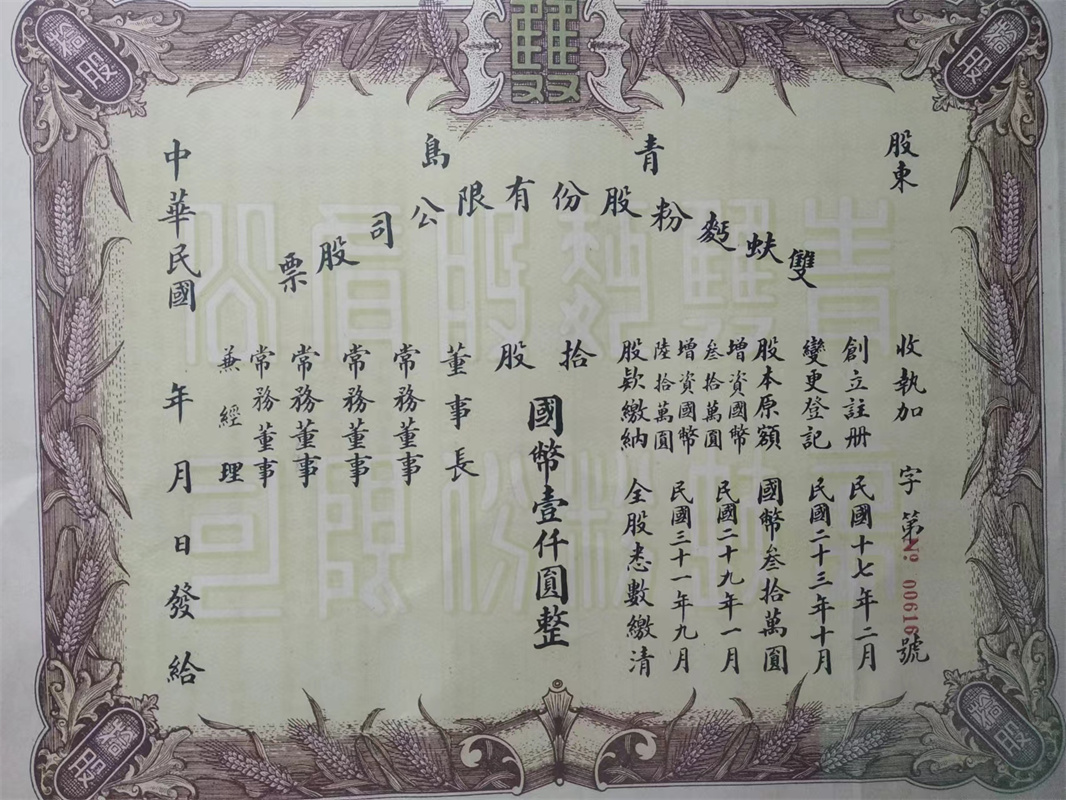 雙
股東
收執加
字第 號
№ 00616
青島
雙蚨麫粉股份有限公司股票
創立註册 民國十七年二月
變更登記 民國二十三年十月
股本原額 國幣叁拾萬圓
增資國幣叁拾萬圓 民國二十九年一月
增資國幣陸拾萬圓 民國三十一年九月
股欵繳納 全股悉數繳清
拾股
國幣壹仟圓整
董事長
常務董事
常務董事
常務董事
常務董事
兼經理
中華民國 年 月 日發給